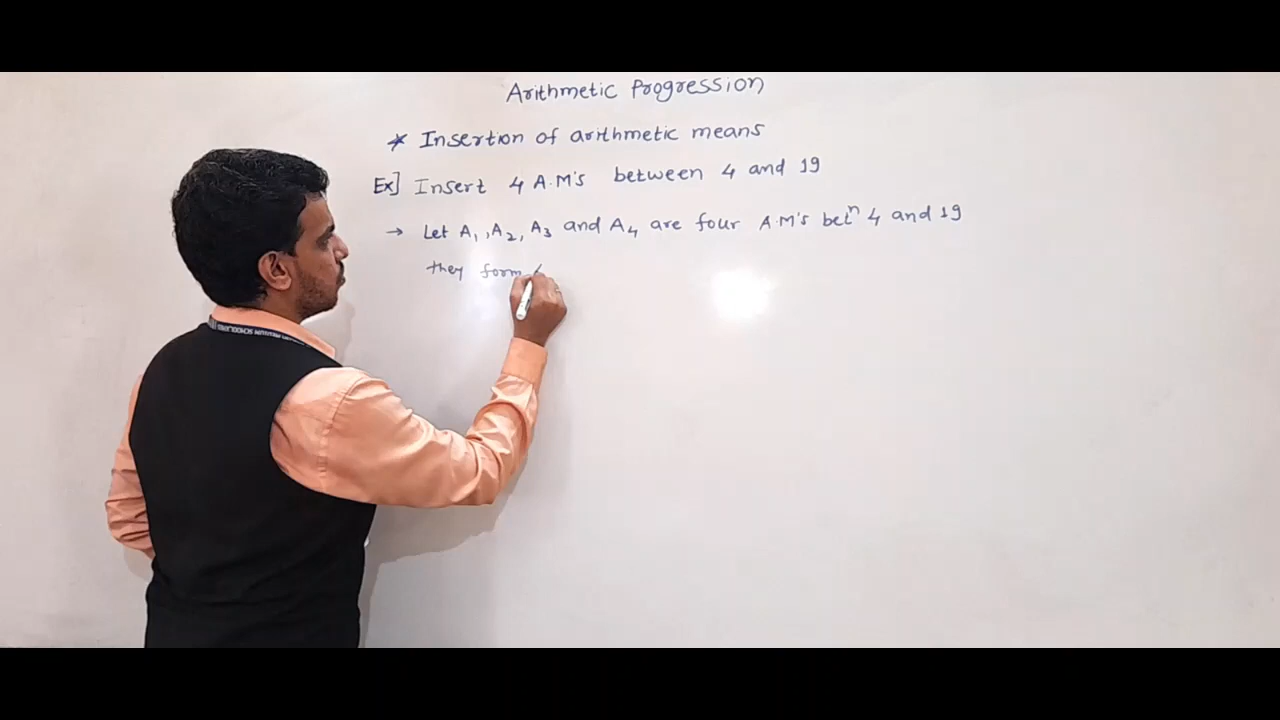 Arithmetic Progression
* Insertion of arithmetic means
Ex] Insert 4 A.M's between 4 and 19
→ Let A₁, A₂, A₃ and A₄ are four A.M's betⁿ 4 and 19
they form